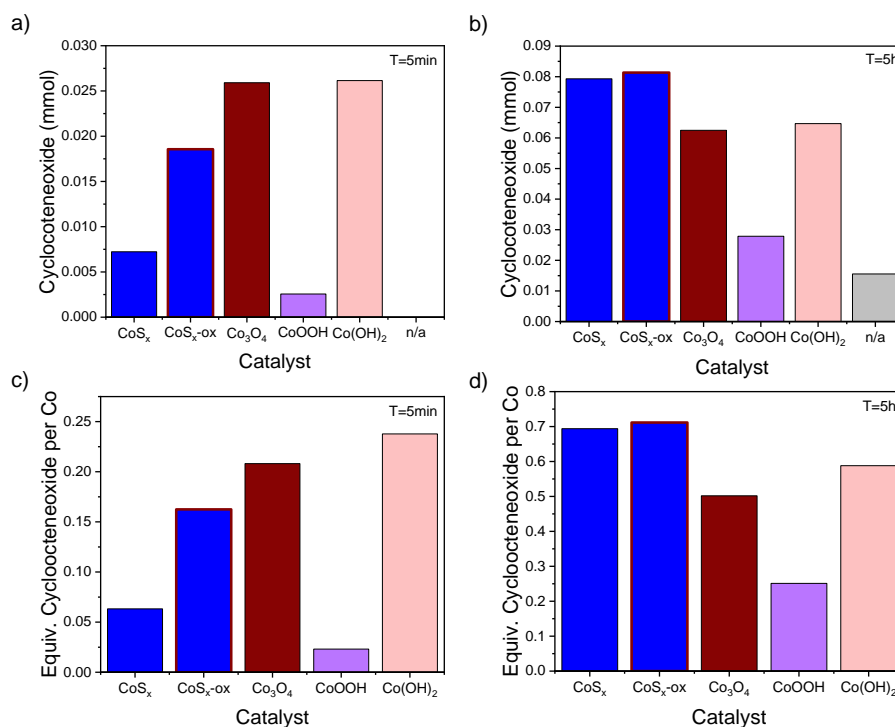 a)
T=5min
Cyclocoteneoxide (mmol)
0.030
0.025
0.020
0.015
0.010
0.005
0.000
CoSₓ
CoSₓ-ox
Co₃O₄
CoOOH
Co(OH)₂
n/a
Catalyst
b)
T=5h
Cyclocoteneoxide (mmol)
0.09
0.08
0.07
0.06
0.05
0.04
0.03
0.02
0.01
0.00
CoSₓ
CoSₓ-ox
Co₃O₄
CoOOH
Co(OH)₂
n/a
Catalyst
c)
T=5min
Equiv. Cycloocteneoxide per Co
0.25
0.20
0.15
0.10
0.05
0.00
CoSₓ
CoSₓ-ox
Co₃O₄
CoOOH
Co(OH)₂
Catalyst
d)
T=5h
Equiv. Cycloocteneoxide per Co
0.8
0.7
0.6
0.5
0.4
0.3
0.2
0.1
0.0
CoSₓ
CoSₓ-ox
Co₃O₄
CoOOH
Co(OH)₂
Catalyst